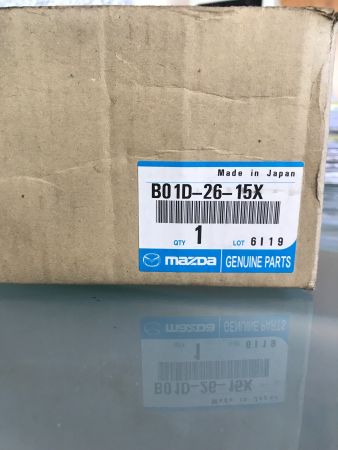 Made in Japan
B01D-26-15X
QTY 1 LOT 6I19
mazda GENUINE PARTS